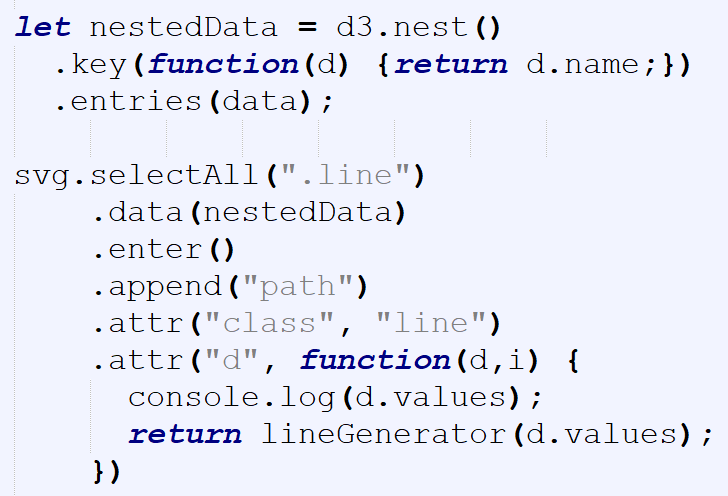 let nestedData = d3.nest()
  .key(function(d) {return d.name;})
  .entries(data);

svg.selectAll(".line")
    .data(nestedData)
    .enter()
    .append("path")
    .attr("class", "line")
    .attr("d", function(d,i) {
      console.log(d.values);
      return lineGenerator(d.values);
    })